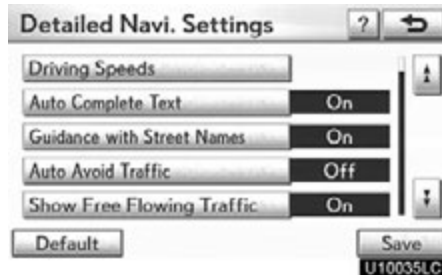 Detailed Navi. Settings ?
Driving Speeds
Auto Complete Text On
Guidance with Street Names On
Auto Avoid Traffic Off
Show Free Flowing Traffic On
Default Save
U10035LC